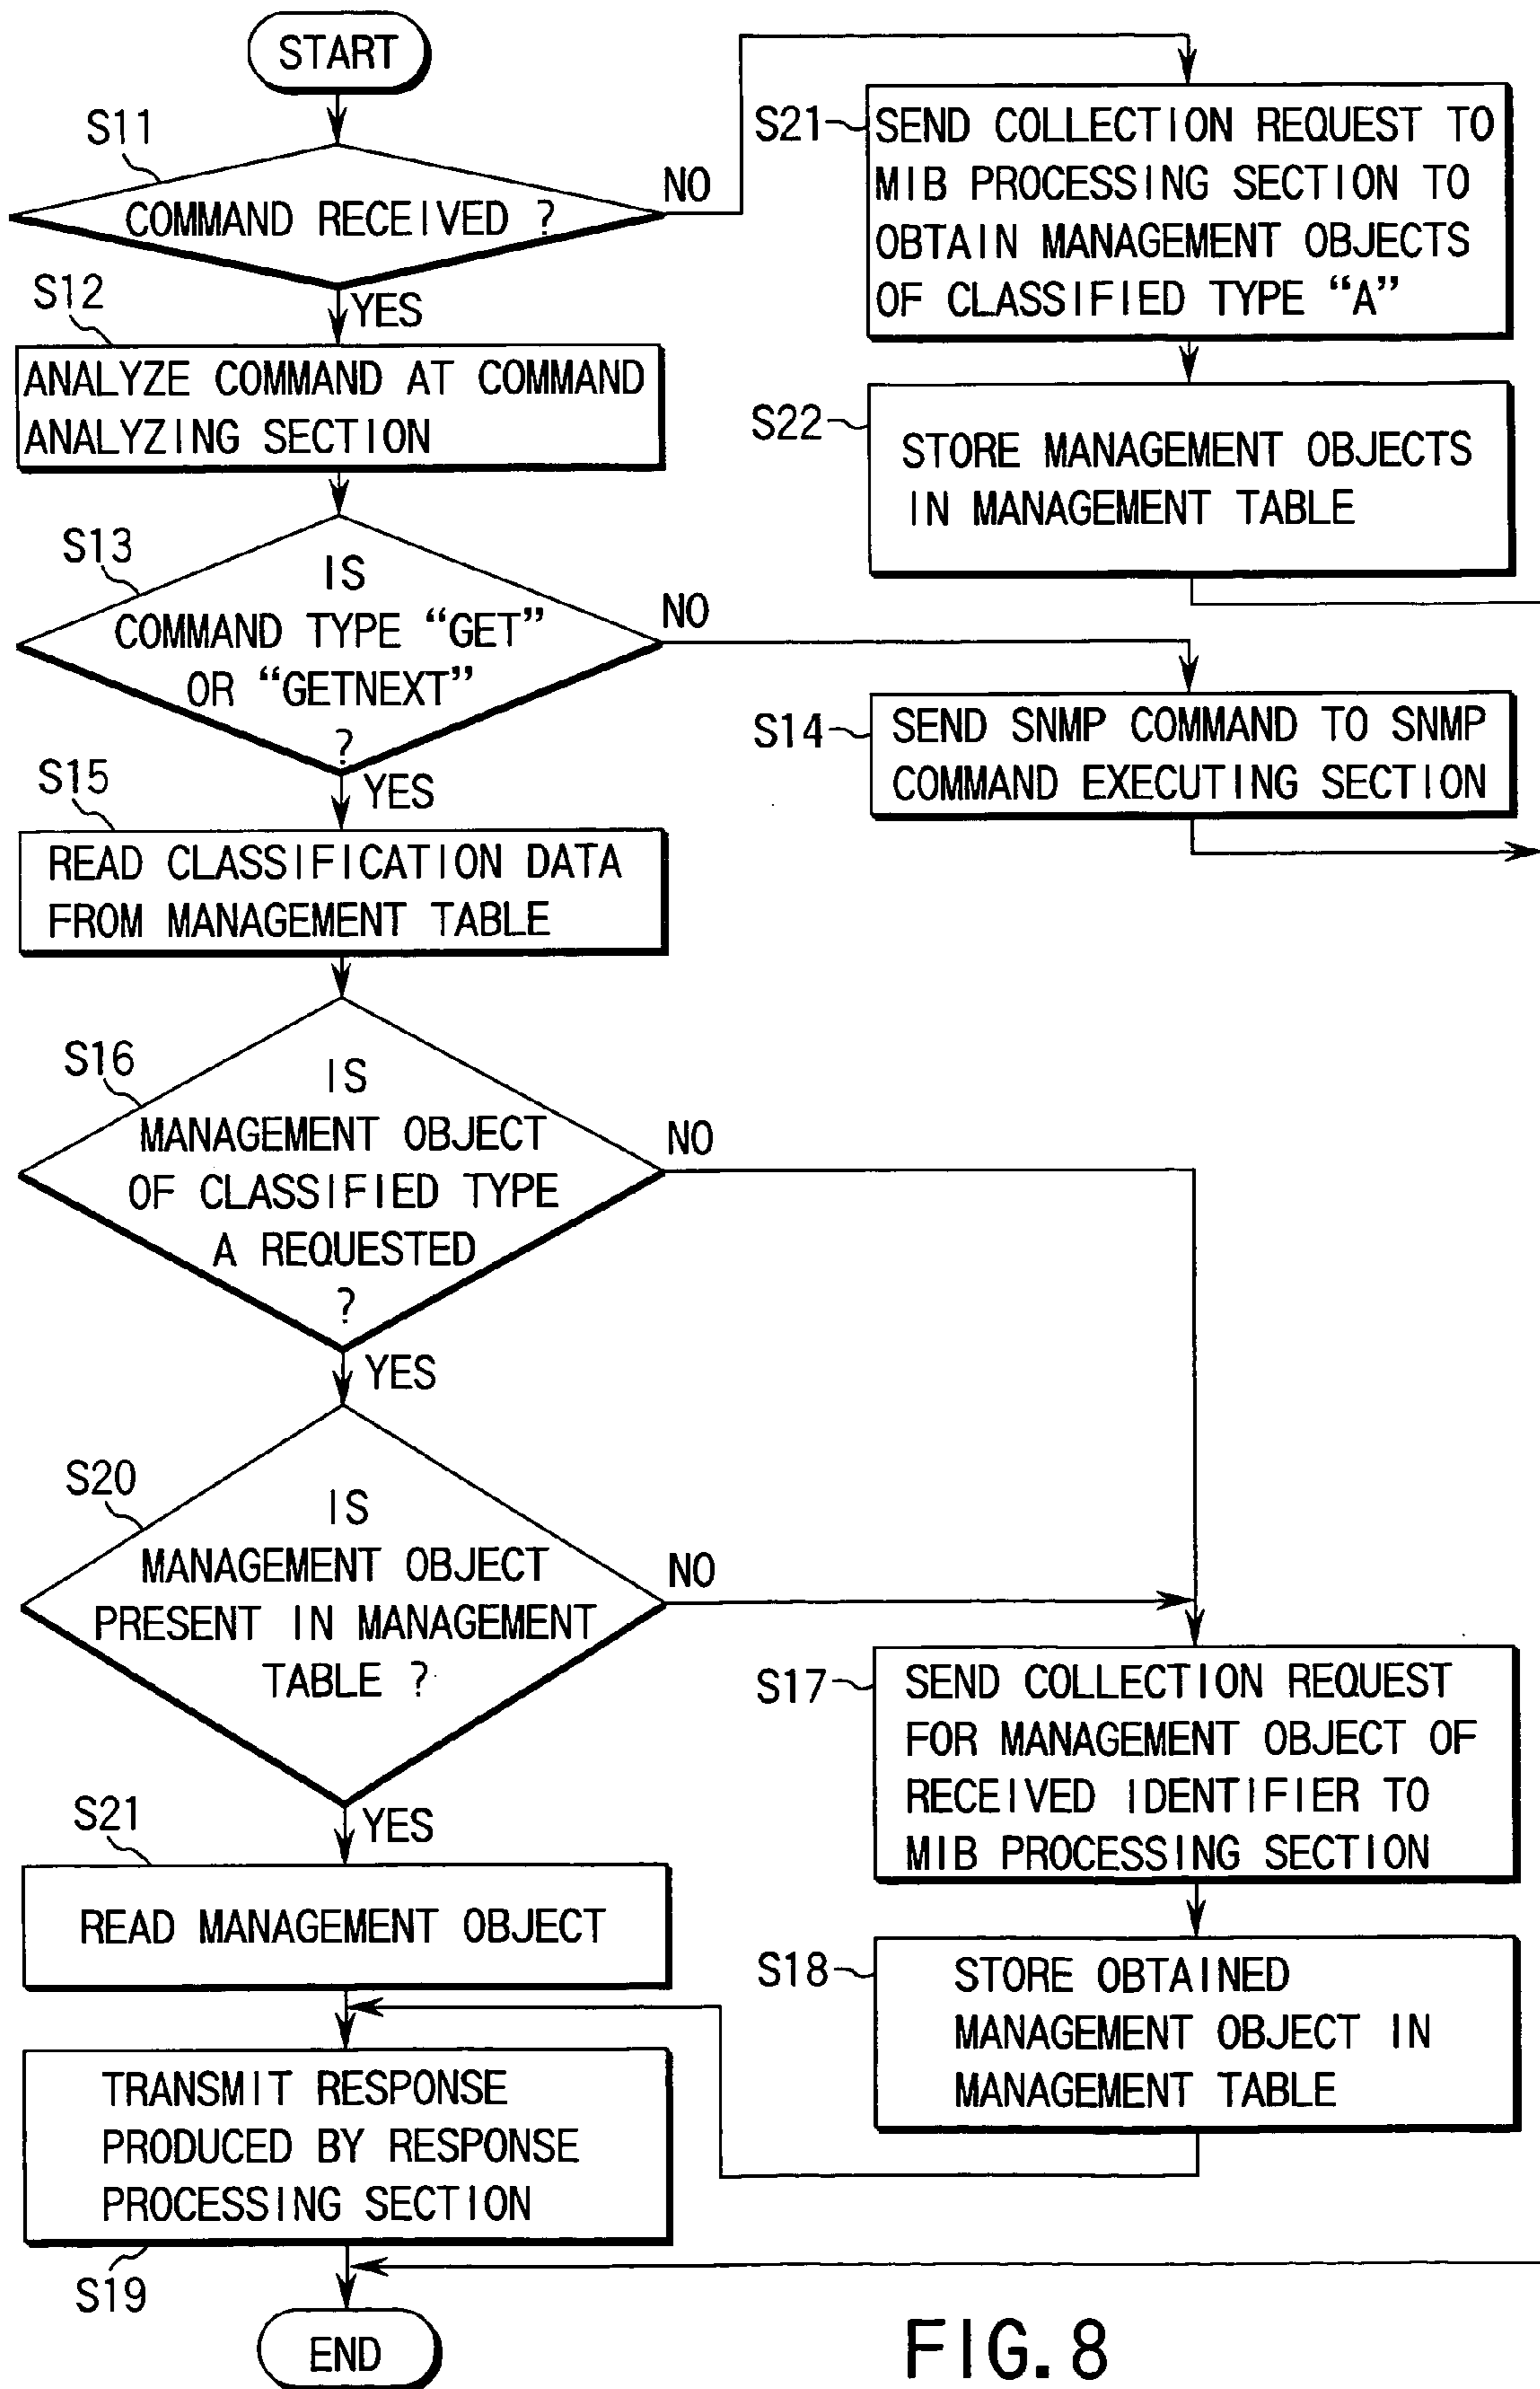 START
S11
COMMAND RECEIVED ?
NO
YES
S21
SEND COLLECTION REQUEST TO
MIB PROCESSING SECTION TO
OBTAIN MANAGEMENT OBJECTS
OF CLASSIFIED TYPE “A”
S12
ANALYZE COMMAND AT COMMAND
ANALYZING SECTION
S22
STORE MANAGEMENT OBJECTS
IN MANAGEMENT TABLE
S13
IS
COMMAND TYPE “GET”
OR “GETNEXT”
?
NO
YES
S14
SEND SNMP COMMAND TO SNMP
COMMAND EXECUTING SECTION
S15
READ CLASSIFICATION DATA
FROM MANAGEMENT TABLE
S16
IS
MANAGEMENT OBJECT
OF CLASSIFIED TYPE
A REQUESTED
?
NO
YES
S20
IS
MANAGEMENT OBJECT
PRESENT IN MANAGEMENT
TABLE ?
NO
YES
S17
SEND COLLECTION REQUEST
FOR MANAGEMENT OBJECT OF
RECEIVED IDENTIFIER TO
MIB PROCESSING SECTION
S21
READ MANAGEMENT OBJECT
S18
STORE OBTAINED
MANAGEMENT OBJECT IN
MANAGEMENT TABLE
TRANSMIT RESPONSE
PRODUCED BY RESPONSE
PROCESSING SECTION
S19
END
FIG. 8